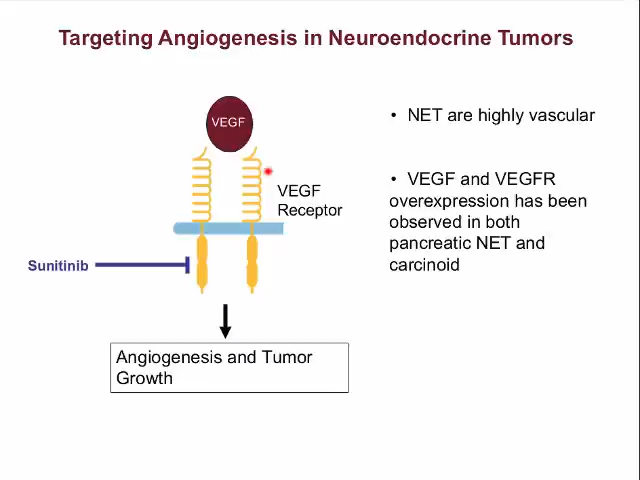 Targeting Angiogenesis in Neuroendocrine Tumors
VEGF
VEGF
Receptor
Sunitinib
Angiogenesis and Tumor
Growth
• NET are highly vascular
• VEGF and VEGFR
overexpression has been
observed in both
pancreatic NET and
carcinoid